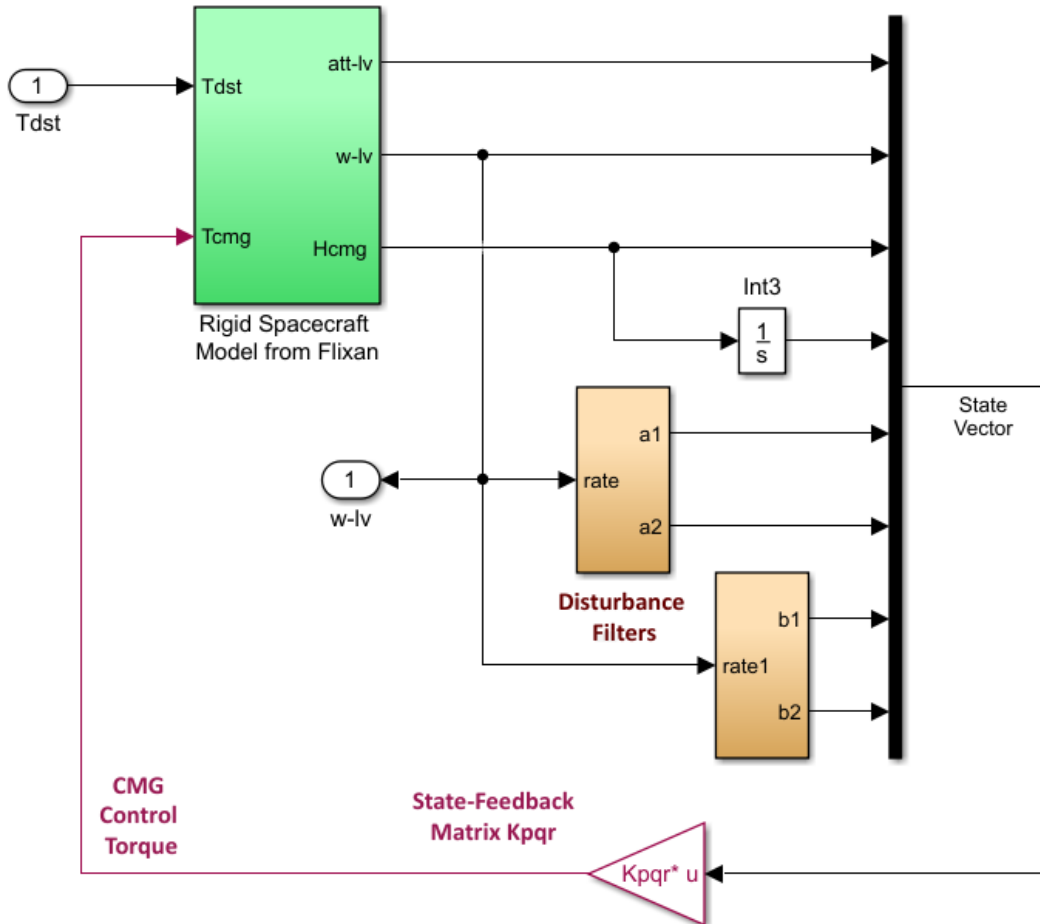 att-lv
1
Tdst
Tdst
w-lv
Tcmg
Hcmg
Rigid Spacecraft
Model from Flixan
Int3
1
s
State
Vector
a1
1
rate
w-lv
a2
Disturbance
Filters
b1
rate1
b2
CMG
Control
Torque
State-Feedback
Matrix Kpqr
Kpqr* u